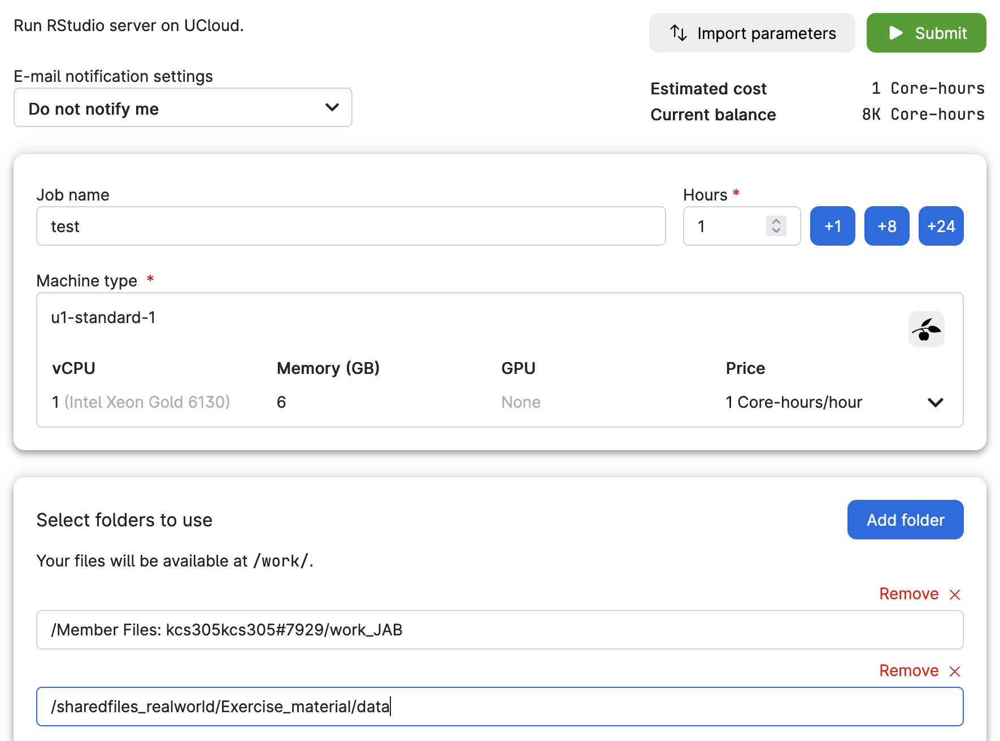 Run RStudio server on UCloud.
Import parameters
Submit
E-mail notification settings
Do not notify me
Estimated cost 1 Core-hours
Current balance 8K Core-hours
Job name
Hours *
test
1
+1
+8
+24
Machine type *
u1-standard-1
vCPU Memory (GB) GPU Price
1 (Intel Xeon Gold 6130) 6 None 1 Core-hours/hour
Select folders to use
Add folder
Your files will be available at /work/.
Remove
/Member Files: kcs305kcs305#7929/work_JAB
Remove
/sharedfiles_realworld/Exercise_material/data